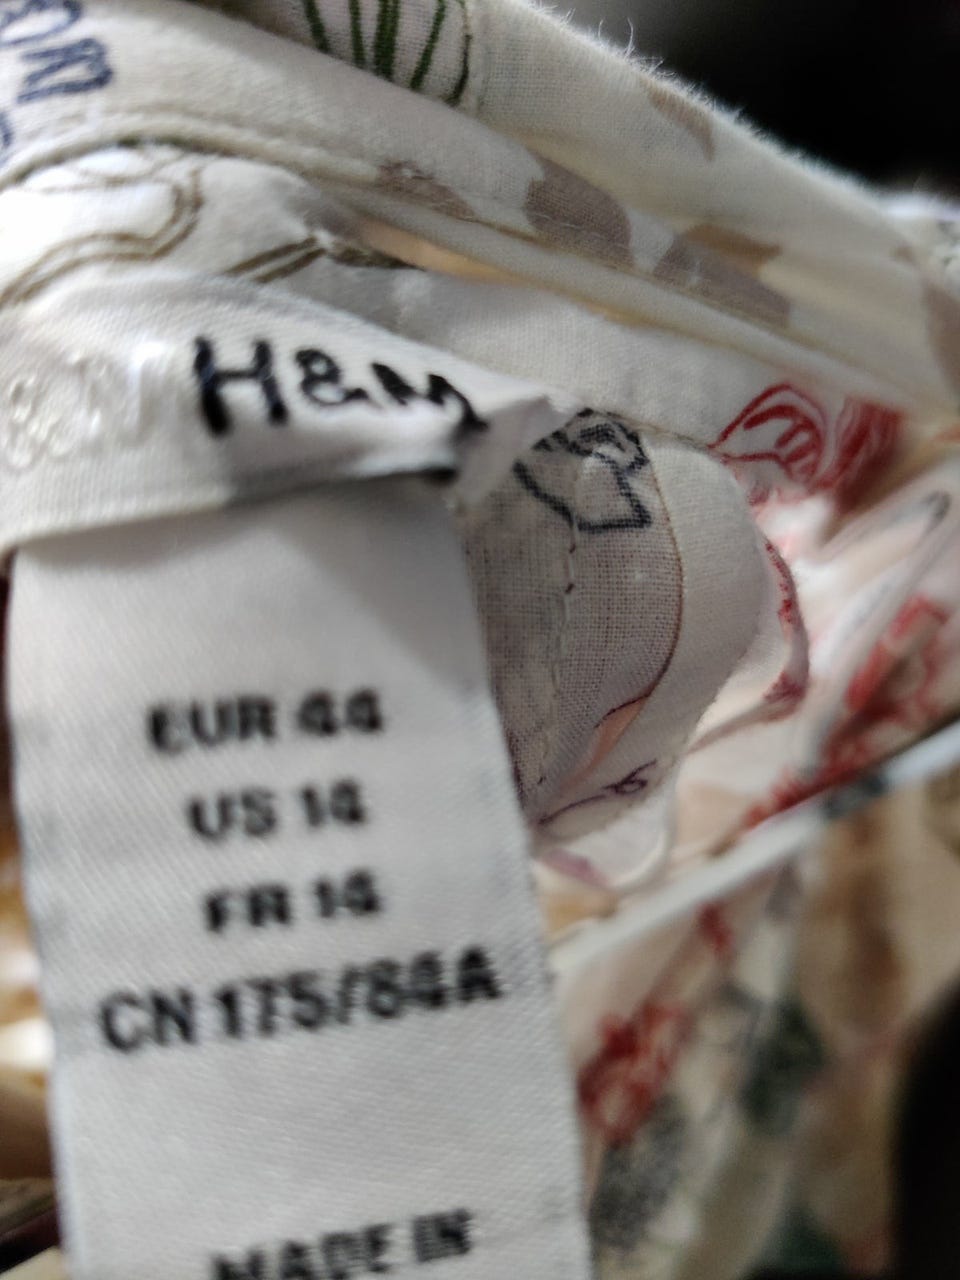 H&M
EUR 44
US 14
FR 14
CN 175/84A
MADE IN